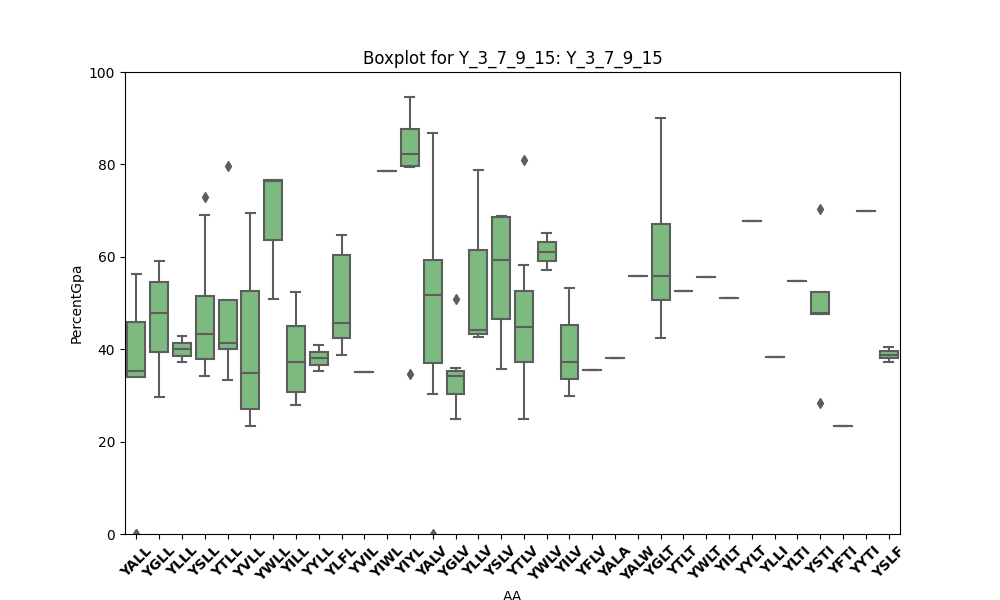 Boxplot for Y_3_7_9_15: Y_3_7_9_15
PercentGpa
100
80
60
40
20
0
YALL YGLL YLLL YSLL YTLL YVLL YWLL YILL YYLL YLFL YVIL YIWL YIYL YALV YGLV YLLV YSLV YTLV YWLV YILV YFLV YALA YALW YGLT YTLT YWLT YILT YYLT YLLI YLTI YSTI YFTI YYTI YSLF
AA